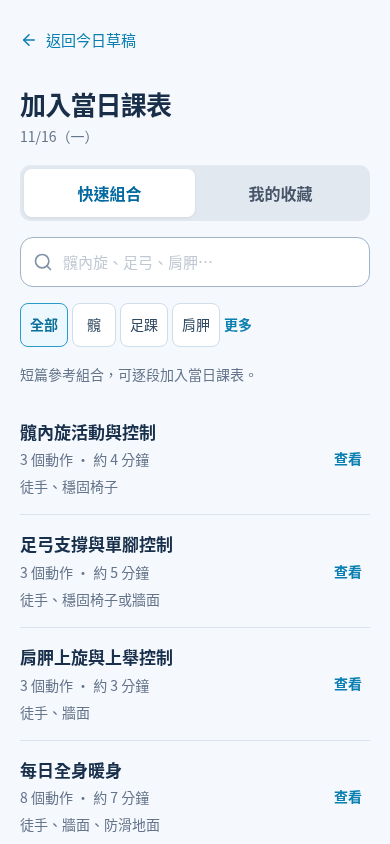 返回今日草稿
加入當日課表
11/16（一）
快速組合
我的收藏
髖內旋、足弓、肩胛⋯
全部
髖
足踝
肩胛
更多
短篇參考組合，可逐段加入當日課表。
髖內旋活動與控制
3 個動作 · 約 4 分鐘
查看
徒手、穩固椅子
足弓支撐與單腳控制
3 個動作 · 約 5 分鐘
查看
徒手、穩固椅子或牆面
肩胛上旋與上舉控制
3 個動作 · 約 3 分鐘
查看
徒手、牆面
每日全身暖身
8 個動作 · 約 7 分鐘
查看
徒手、牆面、防滑地面